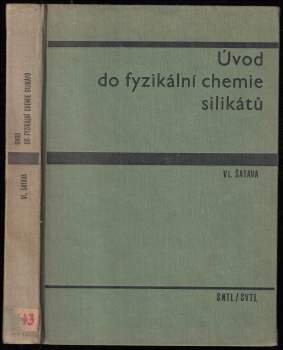 Úvod
do fyzikální chemie
silikátů
VL. ŠATAVA
SNTL/SVTL
ÚVOD
DO FYZIKÁLNÍ CHEMIE SILIKÁTŮ
VL. ŠATAVA